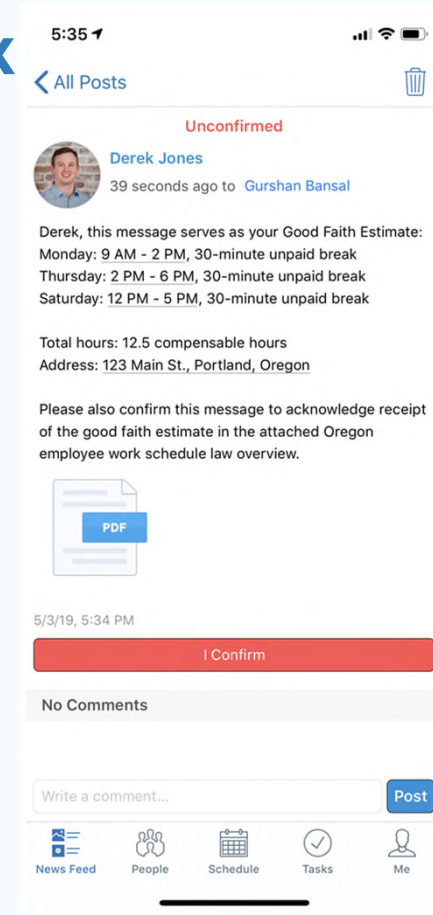 5:35
All Posts
Unconfirmed
Derek Jones
39 seconds ago to Gurshan Bansal
Derek, this message serves as your Good Faith Estimate:
Monday: 9 AM - 2 PM, 30-minute unpaid break
Thursday: 2 PM - 6 PM, 30-minute unpaid break
Saturday: 12 PM - 5 PM, 30-minute unpaid break
Total hours: 12.5 compensable hours
Address: 123 Main St., Portland, Oregon
Please also confirm this message to acknowledge receipt
of the good faith estimate in the attached Oregon
employee work schedule law overview.
PDF
5/3/19, 5:34 PM
I Confirm
No Comments
Write a comment... Post
News Feed People Schedule Tasks Me